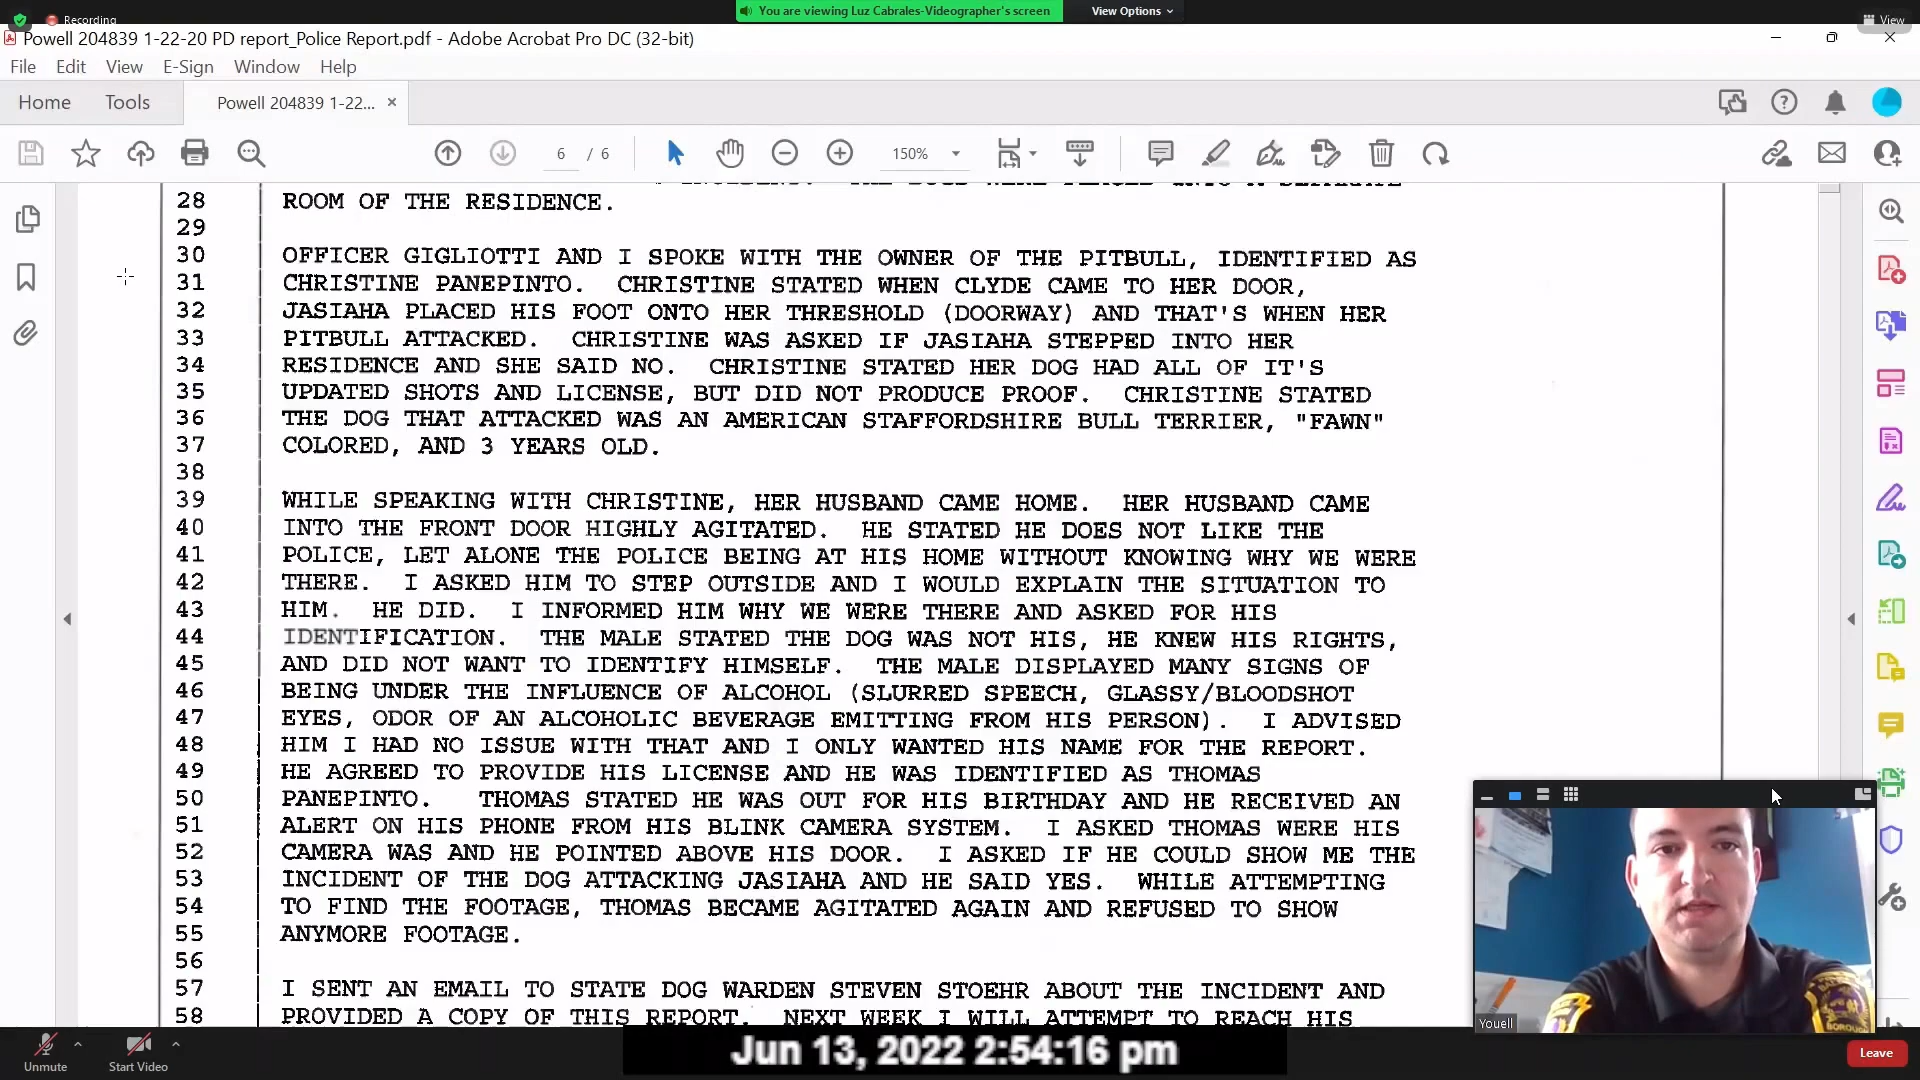 Recording
You are viewing Luz Cabrales-Videographer's screen
View Options
View
Powell 204839 1-22-20 PD report_Police Report.pdf - Adobe Acrobat Pro DC (32-bit)
File Edit View E-Sign Window Help
Home Tools Powell 204839 1-22...
6 / 6 150%
28 ROOM OF THE RESIDENCE.
29
30 OFFICER GIGLIOTTI AND I SPOKE WITH THE OWNER OF THE PITBULL, IDENTIFIED AS
31 CHRISTINE PANEPINTO. CHRISTINE STATED WHEN CLYDE CAME TO HER DOOR,
32 JASIAHA PLACED HIS FOOT ONTO HER THRESHOLD (DOORWAY) AND THAT'S WHEN HER
33 PITBULL ATTACKED. CHRISTINE WAS ASKED IF JASIAHA STEPPED INTO HER
34 RESIDENCE AND SHE SAID NO. CHRISTINE STATED HER DOG HAD ALL OF IT'S
35 UPDATED SHOTS AND LICENSE, BUT DID NOT PRODUCE PROOF. CHRISTINE STATED
36 THE DOG THAT ATTACKED WAS AN AMERICAN STAFFORDSHIRE BULL TERRIER, "FAWN"
37 COLORED, AND 3 YEARS OLD.
38
39 WHILE SPEAKING WITH CHRISTINE, HER HUSBAND CAME HOME. HER HUSBAND CAME
40 INTO THE FRONT DOOR HIGHLY AGITATED. HE STATED HE DOES NOT LIKE THE
41 POLICE, LET ALONE THE POLICE BEING AT HIS HOME WITHOUT KNOWING WHY WE WERE
42 THERE. I ASKED HIM TO STEP OUTSIDE AND I WOULD EXPLAIN THE SITUATION TO
43 HIM. HE DID. I INFORMED HIM WHY WE WERE THERE AND ASKED FOR HIS
44 IDENTIFICATION. THE MALE STATED THE DOG WAS NOT HIS, HE KNEW HIS RIGHTS,
45 AND DID NOT WANT TO IDENTIFY HIMSELF. THE MALE DISPLAYED MANY SIGNS OF
46 BEING UNDER THE INFLUENCE OF ALCOHOL (SLURRED SPEECH, GLASSY/BLOODSHOT
47 EYES, ODOR OF AN ALCOHOLIC BEVERAGE EMITTING FROM HIS PERSON). I ADVISED
48 HIM I HAD NO ISSUE WITH THAT AND I ONLY WANTED HIS NAME FOR THE REPORT.
49 HE AGREED TO PROVIDE HIS LICENSE AND HE WAS IDENTIFIED AS THOMAS
50 PANEPINTO. THOMAS STATED HE WAS OUT FOR HIS BIRTHDAY AND HE RECEIVED AN
51 ALERT ON HIS PHONE FROM HIS BLINK CAMERA SYSTEM. I ASKED THOMAS WERE HIS
52 CAMERA WAS AND HE POINTED ABOVE HIS DOOR. I ASKED IF HE COULD SHOW ME THE
53 INCIDENT OF THE DOG ATTACKING JASIAHA AND HE SAID YES. WHILE ATTEMPTING
54 TO FIND THE FOOTAGE, THOMAS BECAME AGITATED AGAIN AND REFUSED TO SHOW
55 ANYMORE FOOTAGE.
56
57 I SENT AN EMAIL TO STATE DOG WARDEN STEVEN STOEHR ABOUT THE INCIDENT AND
58 PROVIDED A COPY OF THIS REPORT. NEXT WEEK I WILL ATTEMPT TO REACH HIS
Youell
Unmute Start Video
Jun 13, 2022 2:54:16 pm
Leave